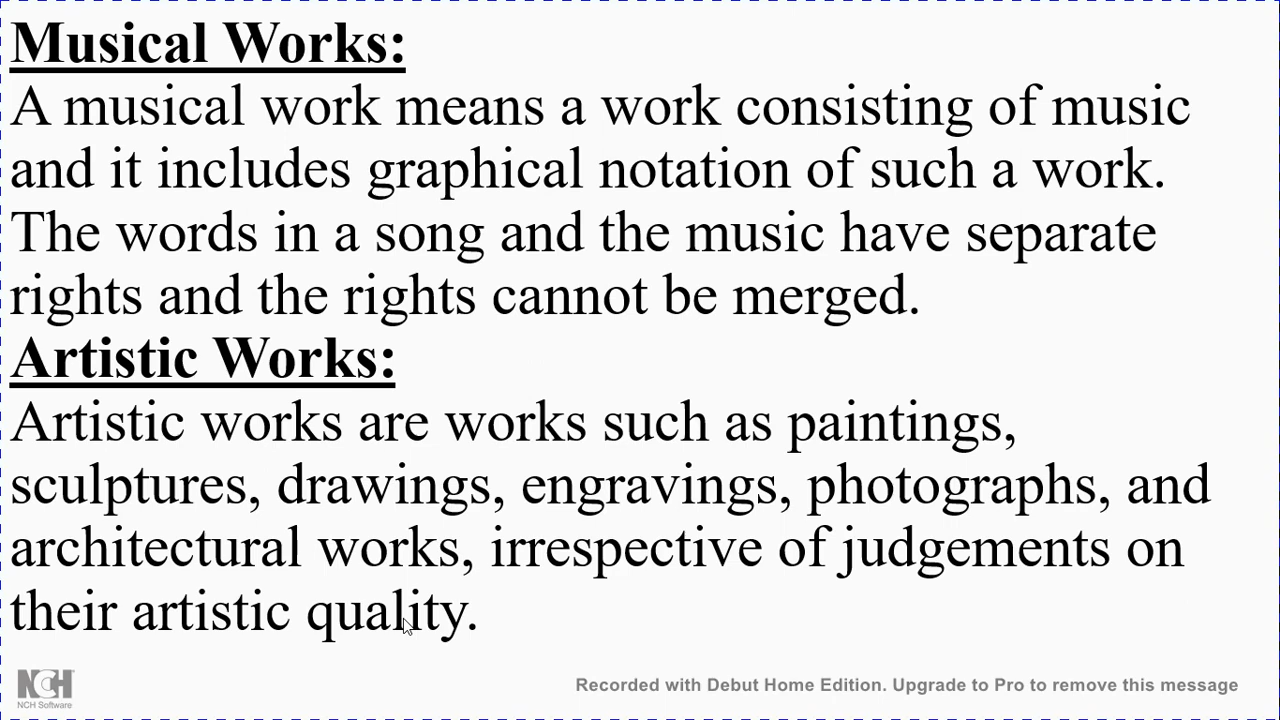 Musical Works:
A musical work means a work consisting of music
and it includes graphical notation of such a work.
The words in a song and the music have separate
rights and the rights cannot be merged.
Artistic Works:
Artistic works are works such as paintings,
sculptures, drawings, engravings, photographs, and
architectural works, irrespective of judgements on
their artistic quality.
NCH
NCH Software
Recorded with Debut Home Edition. Upgrade to Pro to remove this message